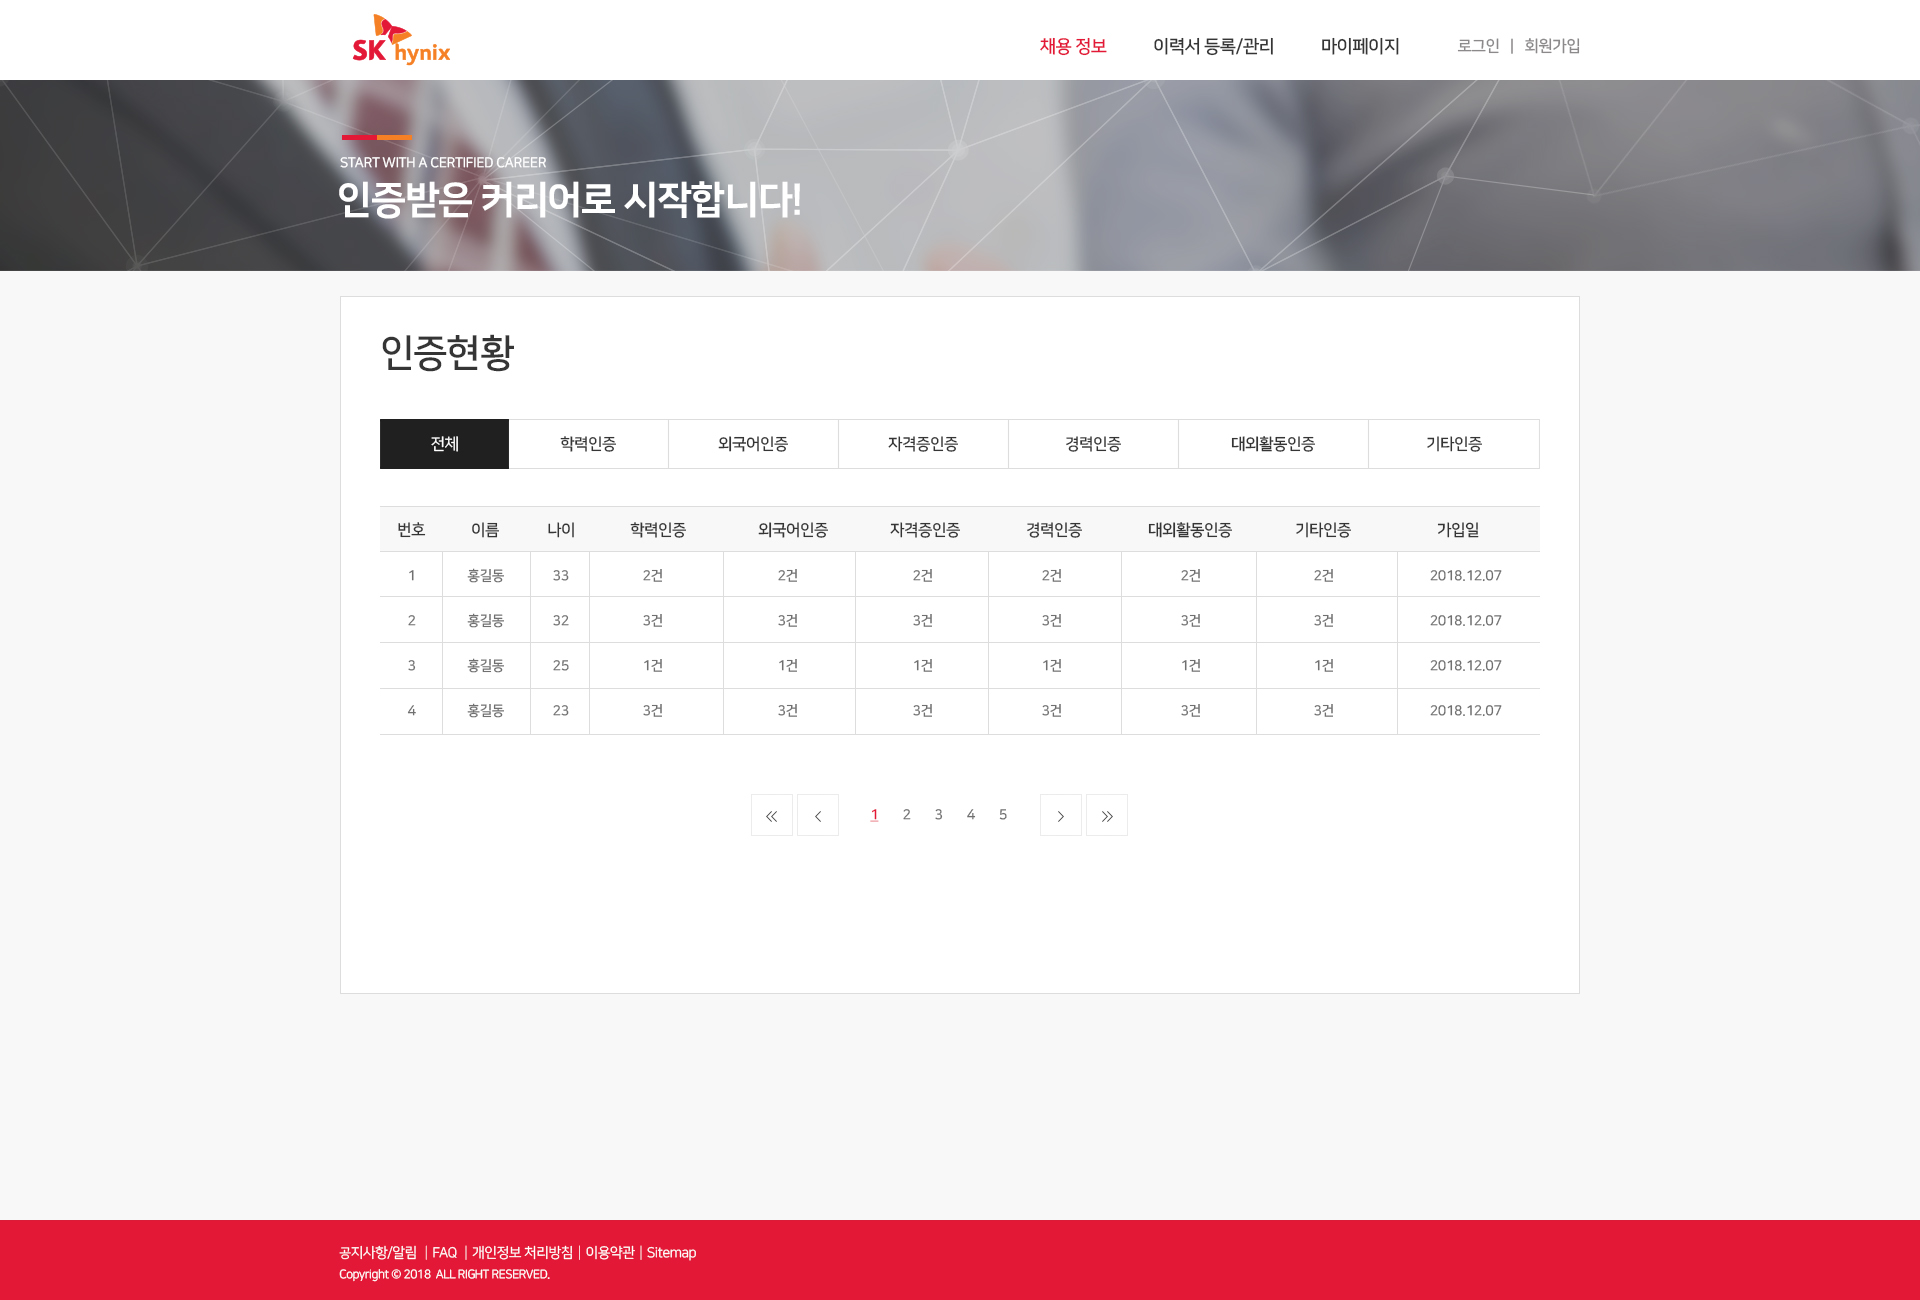 SK hynix
채용 정보 이력서 등록/관리 마이페이지 로그인 | 회원가입
START WITH A CERTIFIED CAREER
인증받은 커리어로 시작합니다!
인증현황
전체 학력인증 외국어인증 자격증인증 경력인증 대외활동인증 기타인증
번호 이름 나이 학력인증 외국어인증 자격증인증 경력인증 대외활동인증 기타인증 가입일
1 홍길동 33 2건 2건 2건 2건 2건 2건 2018.12.07
2 홍길동 32 3건 3건 3건 3건 3건 3건 2018.12.07
3 홍길동 25 1건 1건 1건 1건 1건 1건 2018.12.07
4 홍길동 23 3건 3건 3건 3건 3건 3건 2018.12.07
1 2 3 4 5
공지사항/알림 | FAQ | 개인정보 처리방침 | 이용약관 | Sitemap
Copyright © 2018 ALL RIGHT RESERVED.